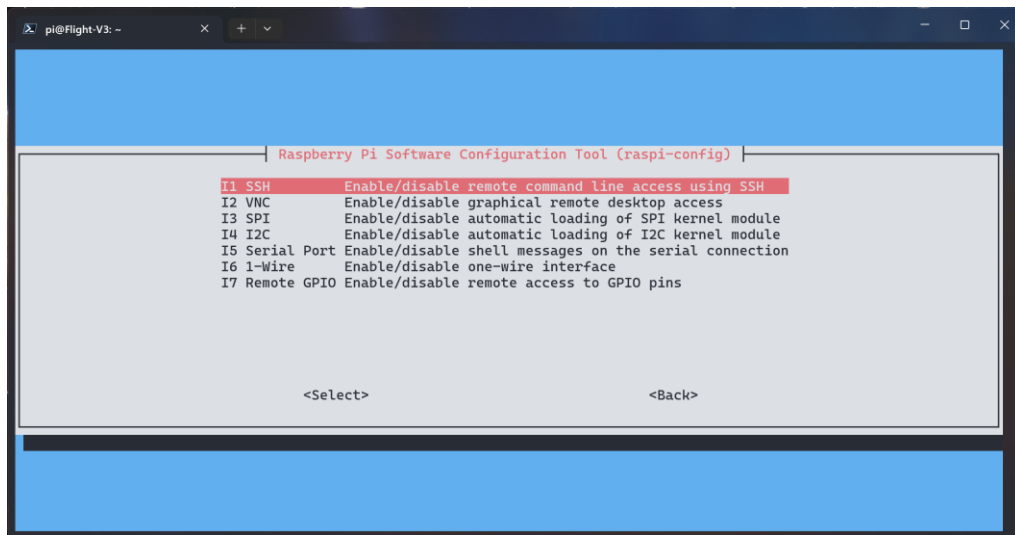 pi@Flight-V3: ~
Raspberry Pi Software Configuration Tool (raspi-config)
I1 SSH Enable/disable remote command line access using SSH
I2 VNC Enable/disable graphical remote desktop access
I3 SPI Enable/disable automatic loading of SPI kernel module
I4 I2C Enable/disable automatic loading of I2C kernel module
I5 Serial Port Enable/disable shell messages on the serial connection
I6 1-Wire Enable/disable one-wire interface
I7 Remote GPIO Enable/disable remote access to GPIO pins
<Select> <Back>